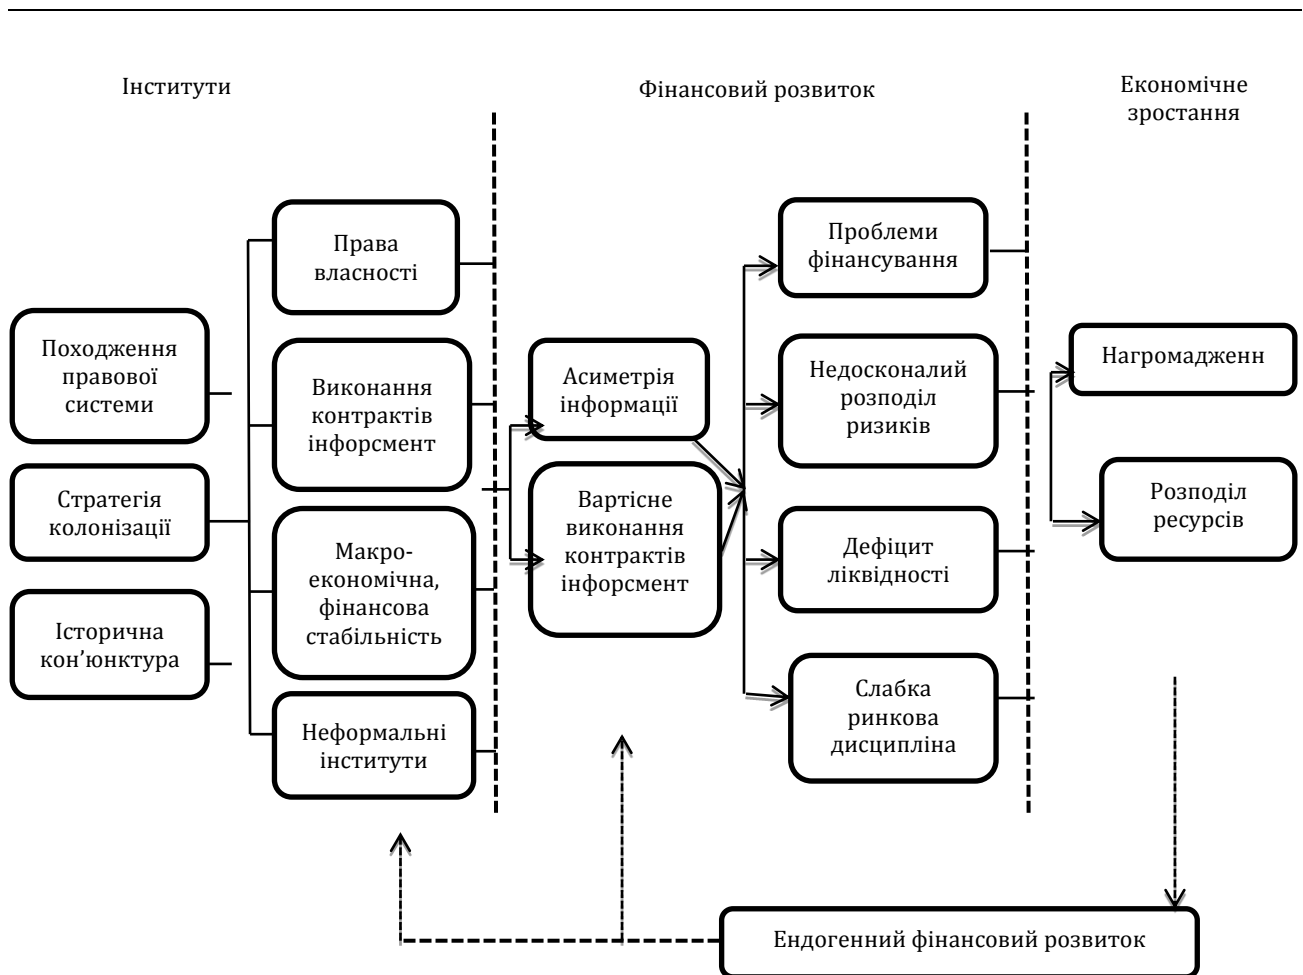 Інститути
Фінансовий розвиток
Економічне
зростання
Походження
правової
системи
Стратегія
колонізації
Історична
кон’юнктура
Права
власності
Виконання
контрактів
інфорсмент
Макро-
економічна,
фінансова
стабільність
Неформальні
інститути
Асиметрія
інформації
Вартісне
виконання
контрактів
інфорсмент
Проблеми
фінансування
Недосконалий
розподіл
ризиків
Дефіцит
ліквідності
Слабка
ринкова
дисципліна
Нагромадженн
Розподіл
ресурсів
Ендогенний фінансовий розвиток